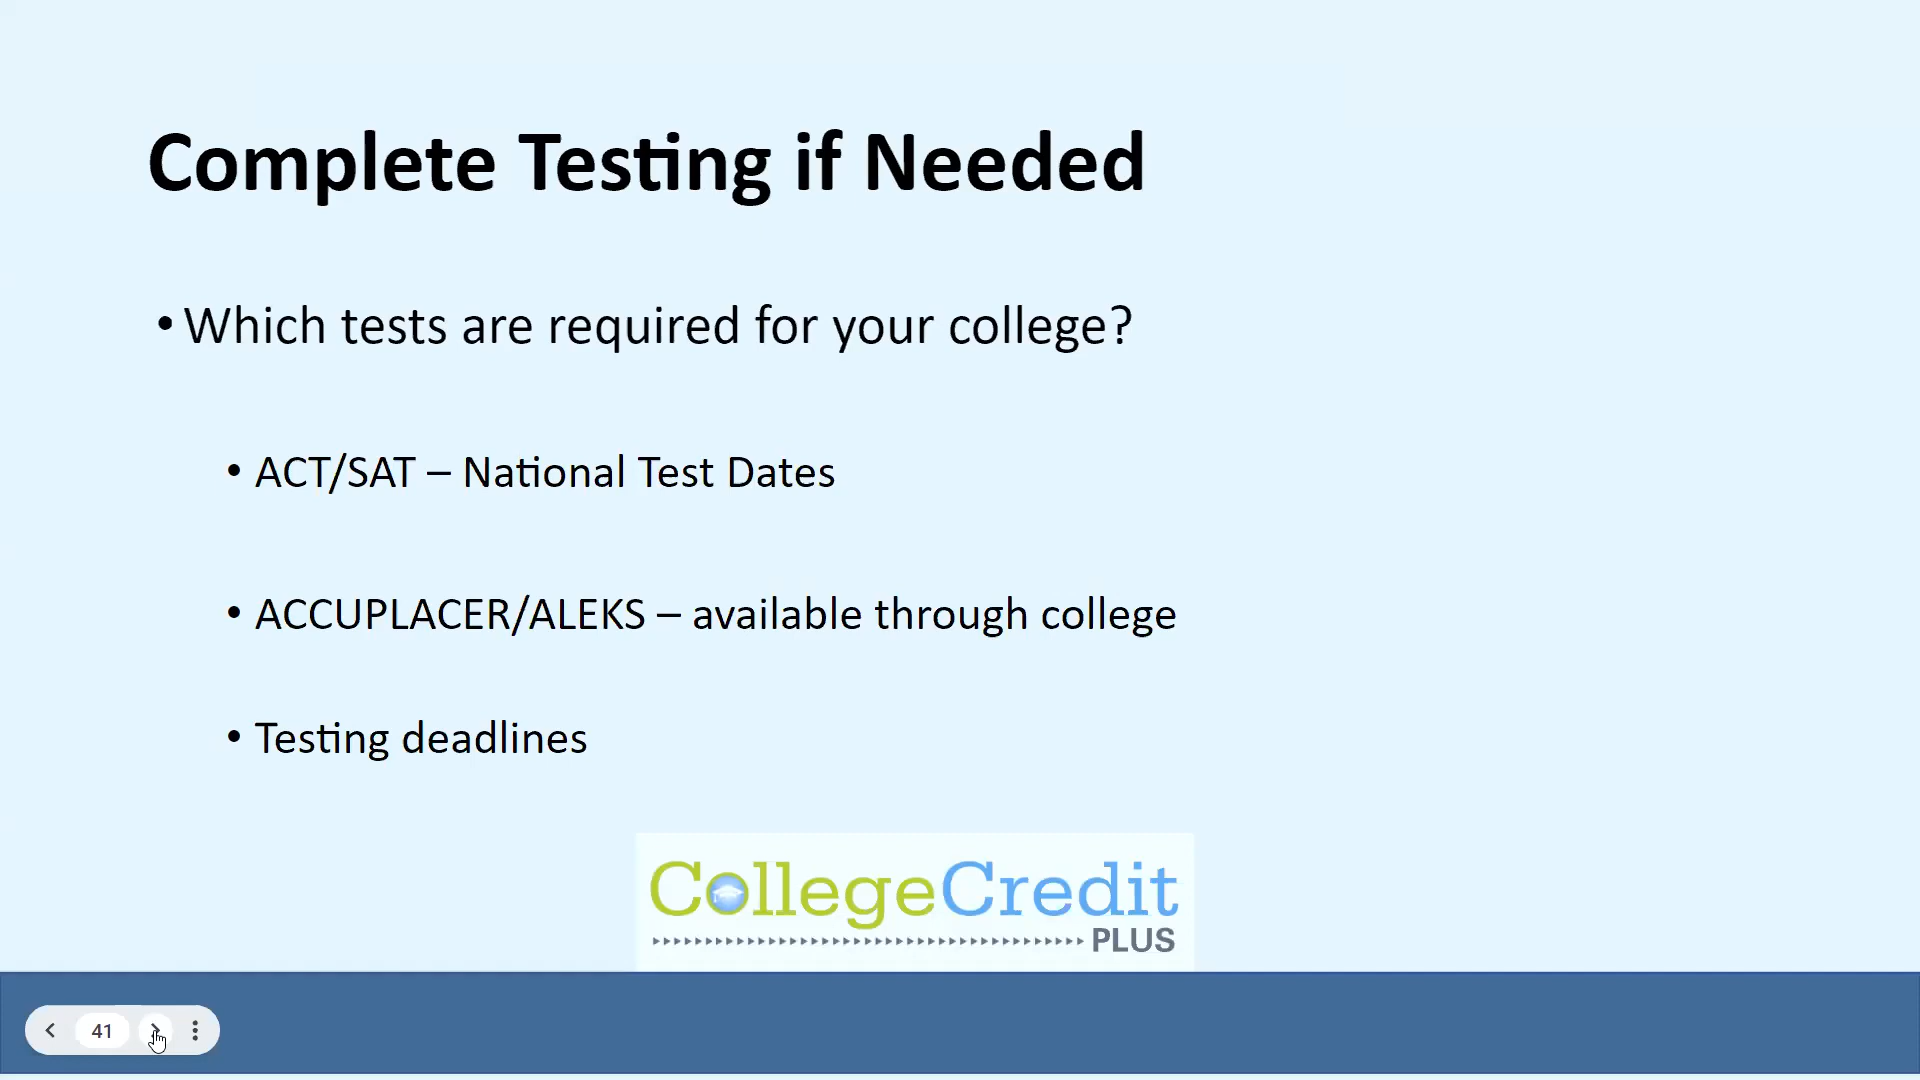 Complete Testing if Needed
• Which tests are required for your college?
• ACT/SAT – National Test Dates
• ACCUPLACER/ALEKS – available through college
• Testing deadlines
CollegeCredit
PLUS
41